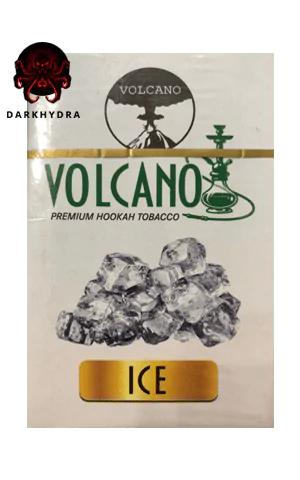 DARKHYDRA
VOLCANO
VOLCANO
PREMIUM HOOKAH TOBACCO
ICE